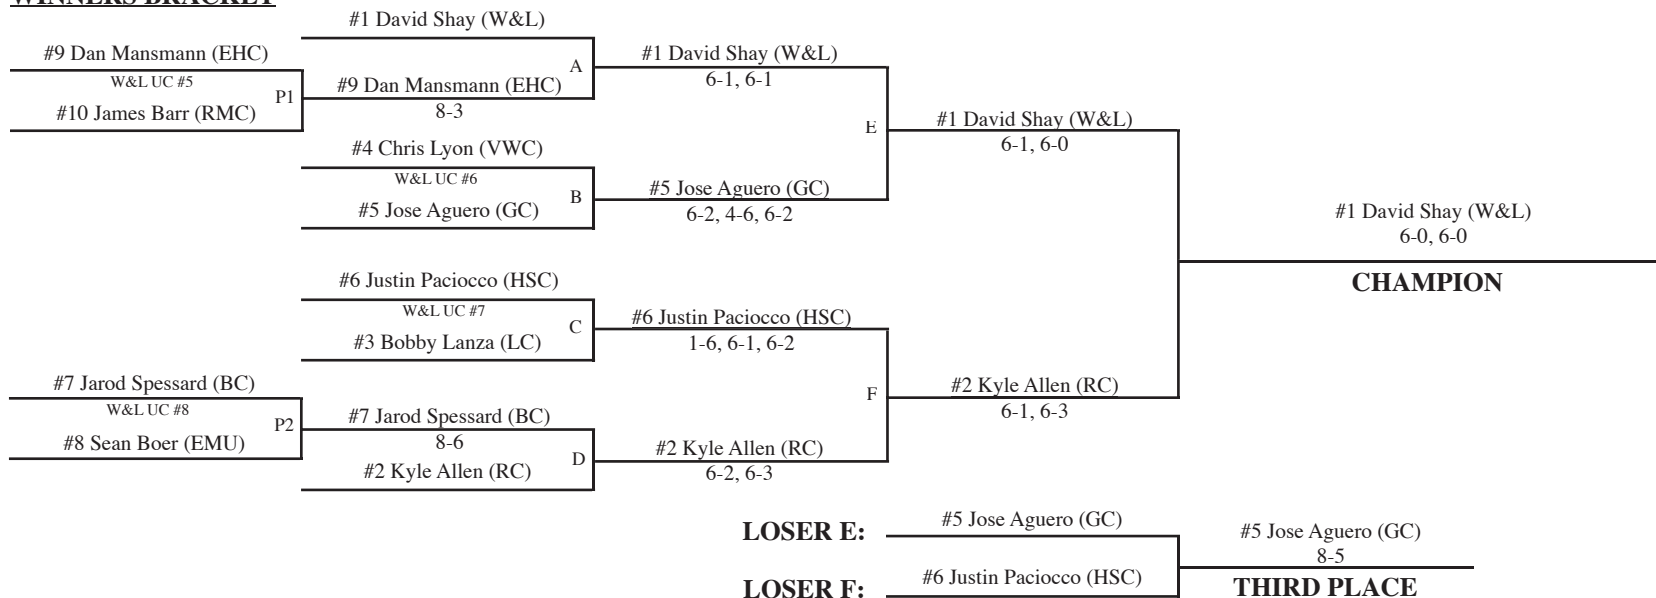 WINNERS BRACKET
#1 David Shay (W&L)
#9 Dan Mansmann (EHC)
W&L UC #5
#10 James Barr (RMC)
P1
#9 Dan Mansmann (EHC)
8-3
A
#1 David Shay (W&L)
6-1, 6-1
#4 Chris Lyon (VWC)
W&L UC #6
#5 Jose Aguero (GC)
B
#5 Jose Aguero (GC)
6-2, 4-6, 6-2
E
#1 David Shay (W&L)
6-1, 6-0
#6 Justin Paciocco (HSC)
W&L UC #7
#3 Bobby Lanza (LC)
C
#6 Justin Paciocco (HSC)
1-6, 6-1, 6-2
#7 Jarod Spessard (BC)
W&L UC #8
#8 Sean Boer (EMU)
P2
#7 Jarod Spessard (BC)
8-6
#2 Kyle Allen (RC)
D
#2 Kyle Allen (RC)
6-2, 6-3
F
#2 Kyle Allen (RC)
6-1, 6-3
#1 David Shay (W&L)
6-0, 6-0
CHAMPION
LOSER E:
#5 Jose Aguero (GC)
LOSER F:
#6 Justin Paciocco (HSC)
#5 Jose Aguero (GC)
8-5
THIRD PLACE